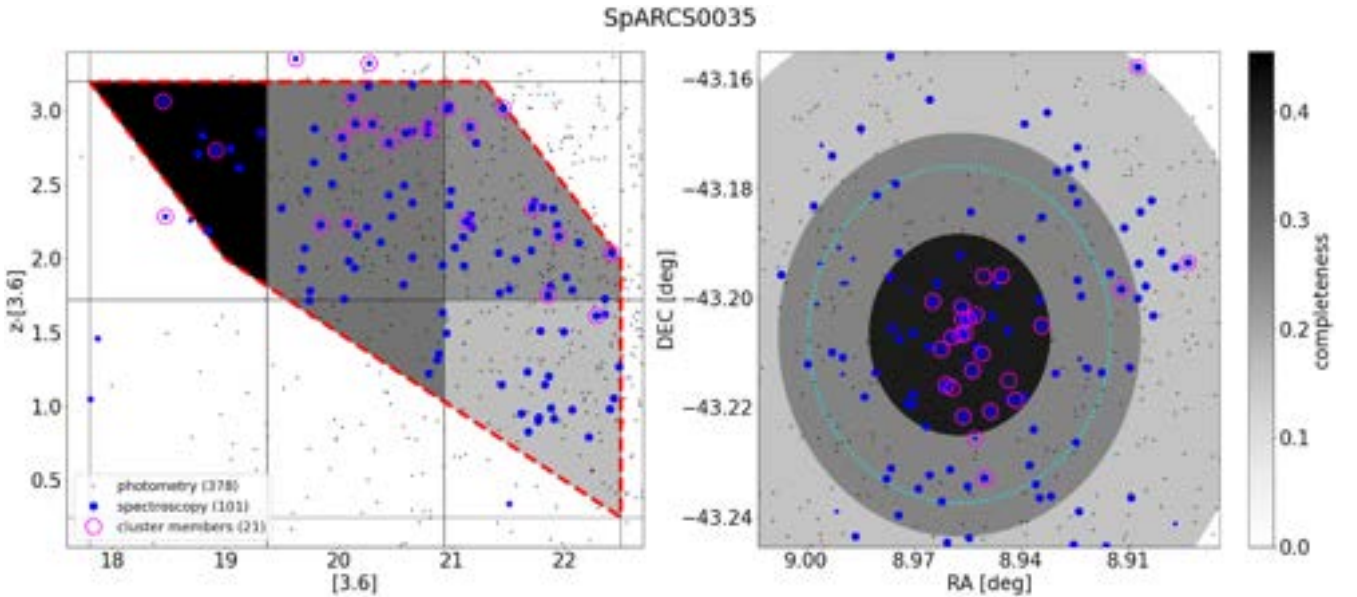 SpARCS0035
z-[3.6]
3.0
2.5
2.0
1.5
1.0
0.5
photometry (378)
spectroscopy (101)
cluster members (21)
18 19 20 21 22
[3.6]
DEC [deg]
−43.16
−43.18
−43.20
−43.22
−43.24
9.00 8.97 8.94 8.91
RA [deg]
0.4
0.3
0.2
0.1
0.0
completeness